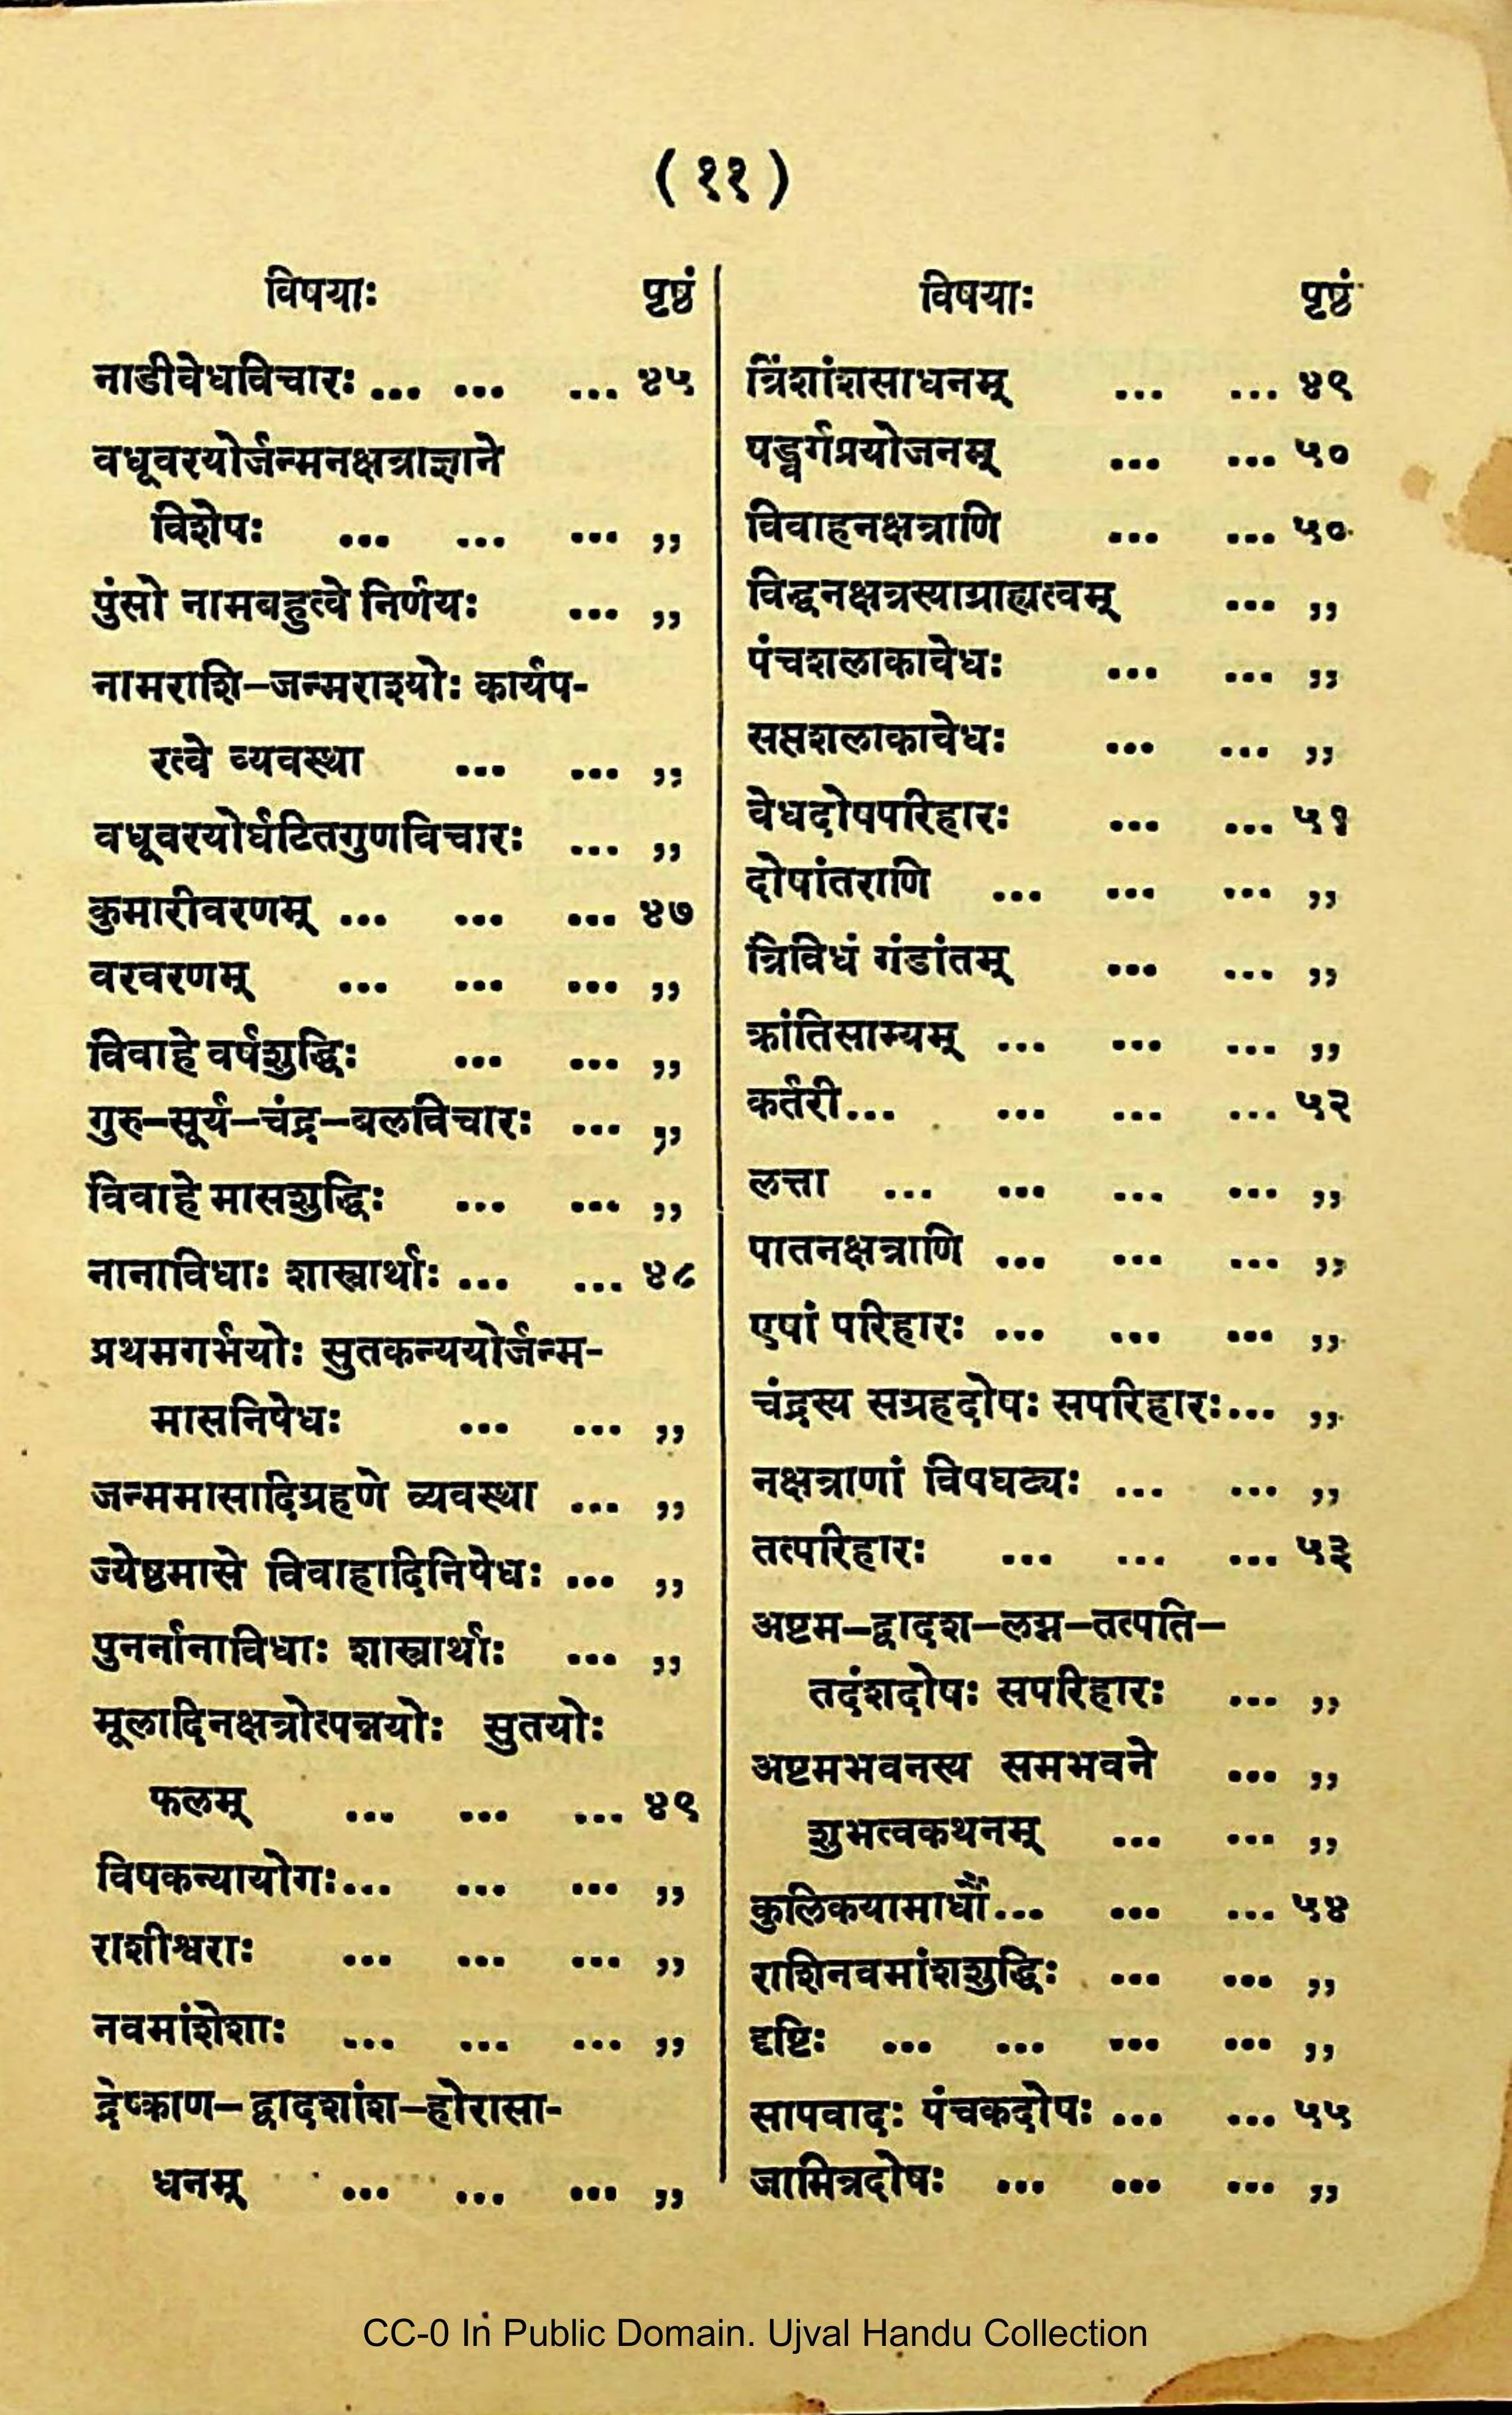 ( ११ )
विषयाः पृष्ठं
नाडीवेधविचारः ... ... ... ४५
वधूवरयोर्जन्मनक्षत्राज्ञाने
विशेषः ... ... ... ,,
पुंसो नामबहुत्वे निर्णयः ... ,,
नामराशि–जन्मराश्योः कार्यप-
रत्वे व्यवस्था ... ... ,,
वधूवरयोर्घटितगुणविचारः ... ,,
कुमारीवरणम् ... ... ... ४७
वरवरणम् ... ... ... ,,
विवाहे वर्षशुद्धिः ... ... ,,
गुरु–सूर्य–चंद्र–बलविचारः ... ,,
विवाहे मासशुद्धिः ... ... ,,
नानाविधाः शास्त्रार्थाः ... ... ४८
प्रथमगर्भयोः सुतकन्ययोर्जन्म-
मासनिषेधः ... ... ,,
जन्ममासादिग्रहणे व्यवस्था ... ,,
ज्येष्ठमासे विवाहादिनिषेधः ... ,,
पुनर्नानाविधाः शास्त्रार्थाः ... ,,
मूलादिनक्षत्रोत्पन्नयोः सुतयोः
फलम् ... ... ... ४९
विषकन्यायोगः... ... ... ,,
राशीश्वराः ... ... ... ,,
नवमांशेशाः ... ... ... ,,
द्रेष्काण–द्वादशांश–होरासा-
धनम् ... ... ... ,,
विषयाः पृष्ठं
त्रिंशांशसाधनम् ... ... ४९
षड्वर्गप्रयोजनम् ... ... ५०
विवाहनक्षत्राणि ... ... ५०
विद्धनक्षत्रस्याग्राह्यत्वम् ... ,,
पंचशलाकावेधः ... ... ,,
सप्तशलाकावेधः ... ... ,,
वेधदोषपरिहारः ... ... ५१
दोषांतराणि ... ... ... ,,
त्रिविधं गंडांतम् ... ... ,,
क्रांतिसाम्यम् ... ... ... ,,
कर्तरी... ... ... ... ५२
लत्ता ... ... ... ... ,,
पातनक्षत्राणि ... ... ... ,,
एषां परिहारः ... ... ... ,,
चंद्रस्य सग्रहदोषः सपरिहारः... ,,
नक्षत्राणां विषघट्यः ... ... ,,
तत्परिहारः ... ... ... ५३
अष्टम–द्वादश–लग्न–तत्पति–
तदंशदोषः सपरिहारः ... ,,
अष्टमभवनस्य समभवने ... ,,
शुभत्वकथनम् ... ... ,,
कुलिकयामार्धौ... ... ... ५४
राशिनवमांशशुद्धिः ... ... ,,
दृष्टिः ... ... ... ... ,,
सापवादः पंचकदोषः ... ... ५५
जामित्रदोषः ... ... ... ,,
CC-0 In Public Domain. Ujval Handu Collection